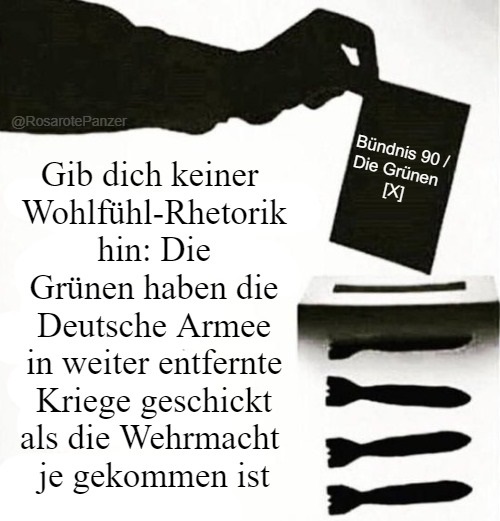 @RosarotePanzer
Bündnis 90 /
Die Grünen
[X]
Gib dich keiner
Wohlfühl-Rhetorik
hin: Die
Grünen haben die
Deutsche Armee
in weiter entfernte
Kriege geschickt
als die Wehrmacht
je gekommen ist